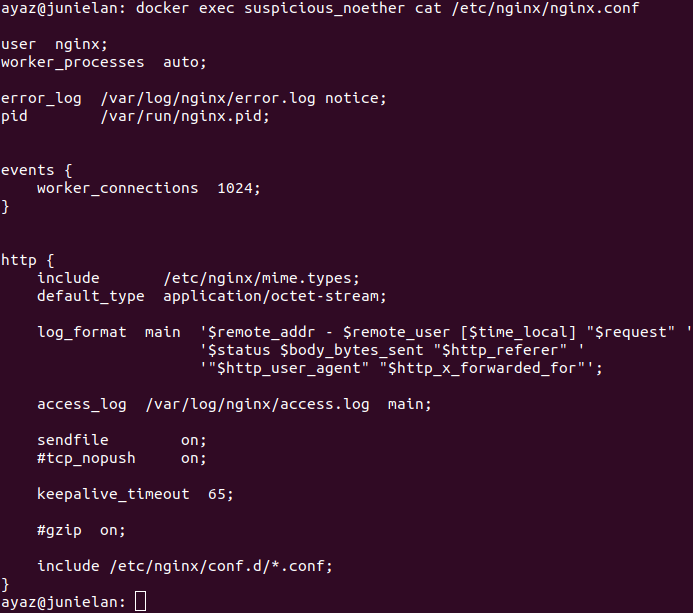 ayaz@junielan: docker exec suspicious_noether cat /etc/nginx/nginx.conf
user  nginx;
worker_processes  auto;
error_log  /var/log/nginx/error.log notice;
pid        /var/run/nginx.pid;
events {
    worker_connections  1024;
}
http {
    include       /etc/nginx/mime.types;
    default_type  application/octet-stream;
    log_format  main  '$remote_addr - $remote_user [$time_local] "$request" '
                      '$status $body_bytes_sent "$http_referer" '
                      '"$http_user_agent" "$http_x_forwarded_for"';
    access_log  /var/log/nginx/access.log  main;
    sendfile        on;
    #tcp_nopush     on;
    keepalive_timeout  65;
    #gzip  on;
    include /etc/nginx/conf.d/*.conf;
}
ayaz@junielan: